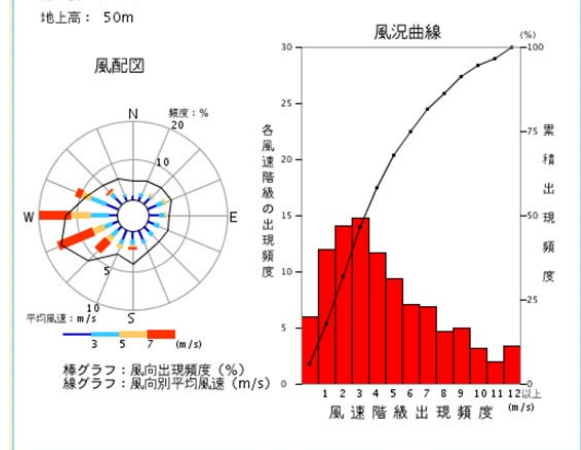 地上高： 50m
風配図
N
頻度：%
20
10
W
E
5
10
S
平均風速：m/s
3 5 7 (m/s)
棒グラフ：風向出現頻度（%）
線グラフ：風向別平均風速（m/s）
風況曲線
(%)
30
25
20
15
10
5
0
各風速階級の出現頻度
100
75
50
25
0
累積出現頻度
1 2 3 4 5 6 7 8 9 10 11 12以上
(m/s)
風速階級出現頻度